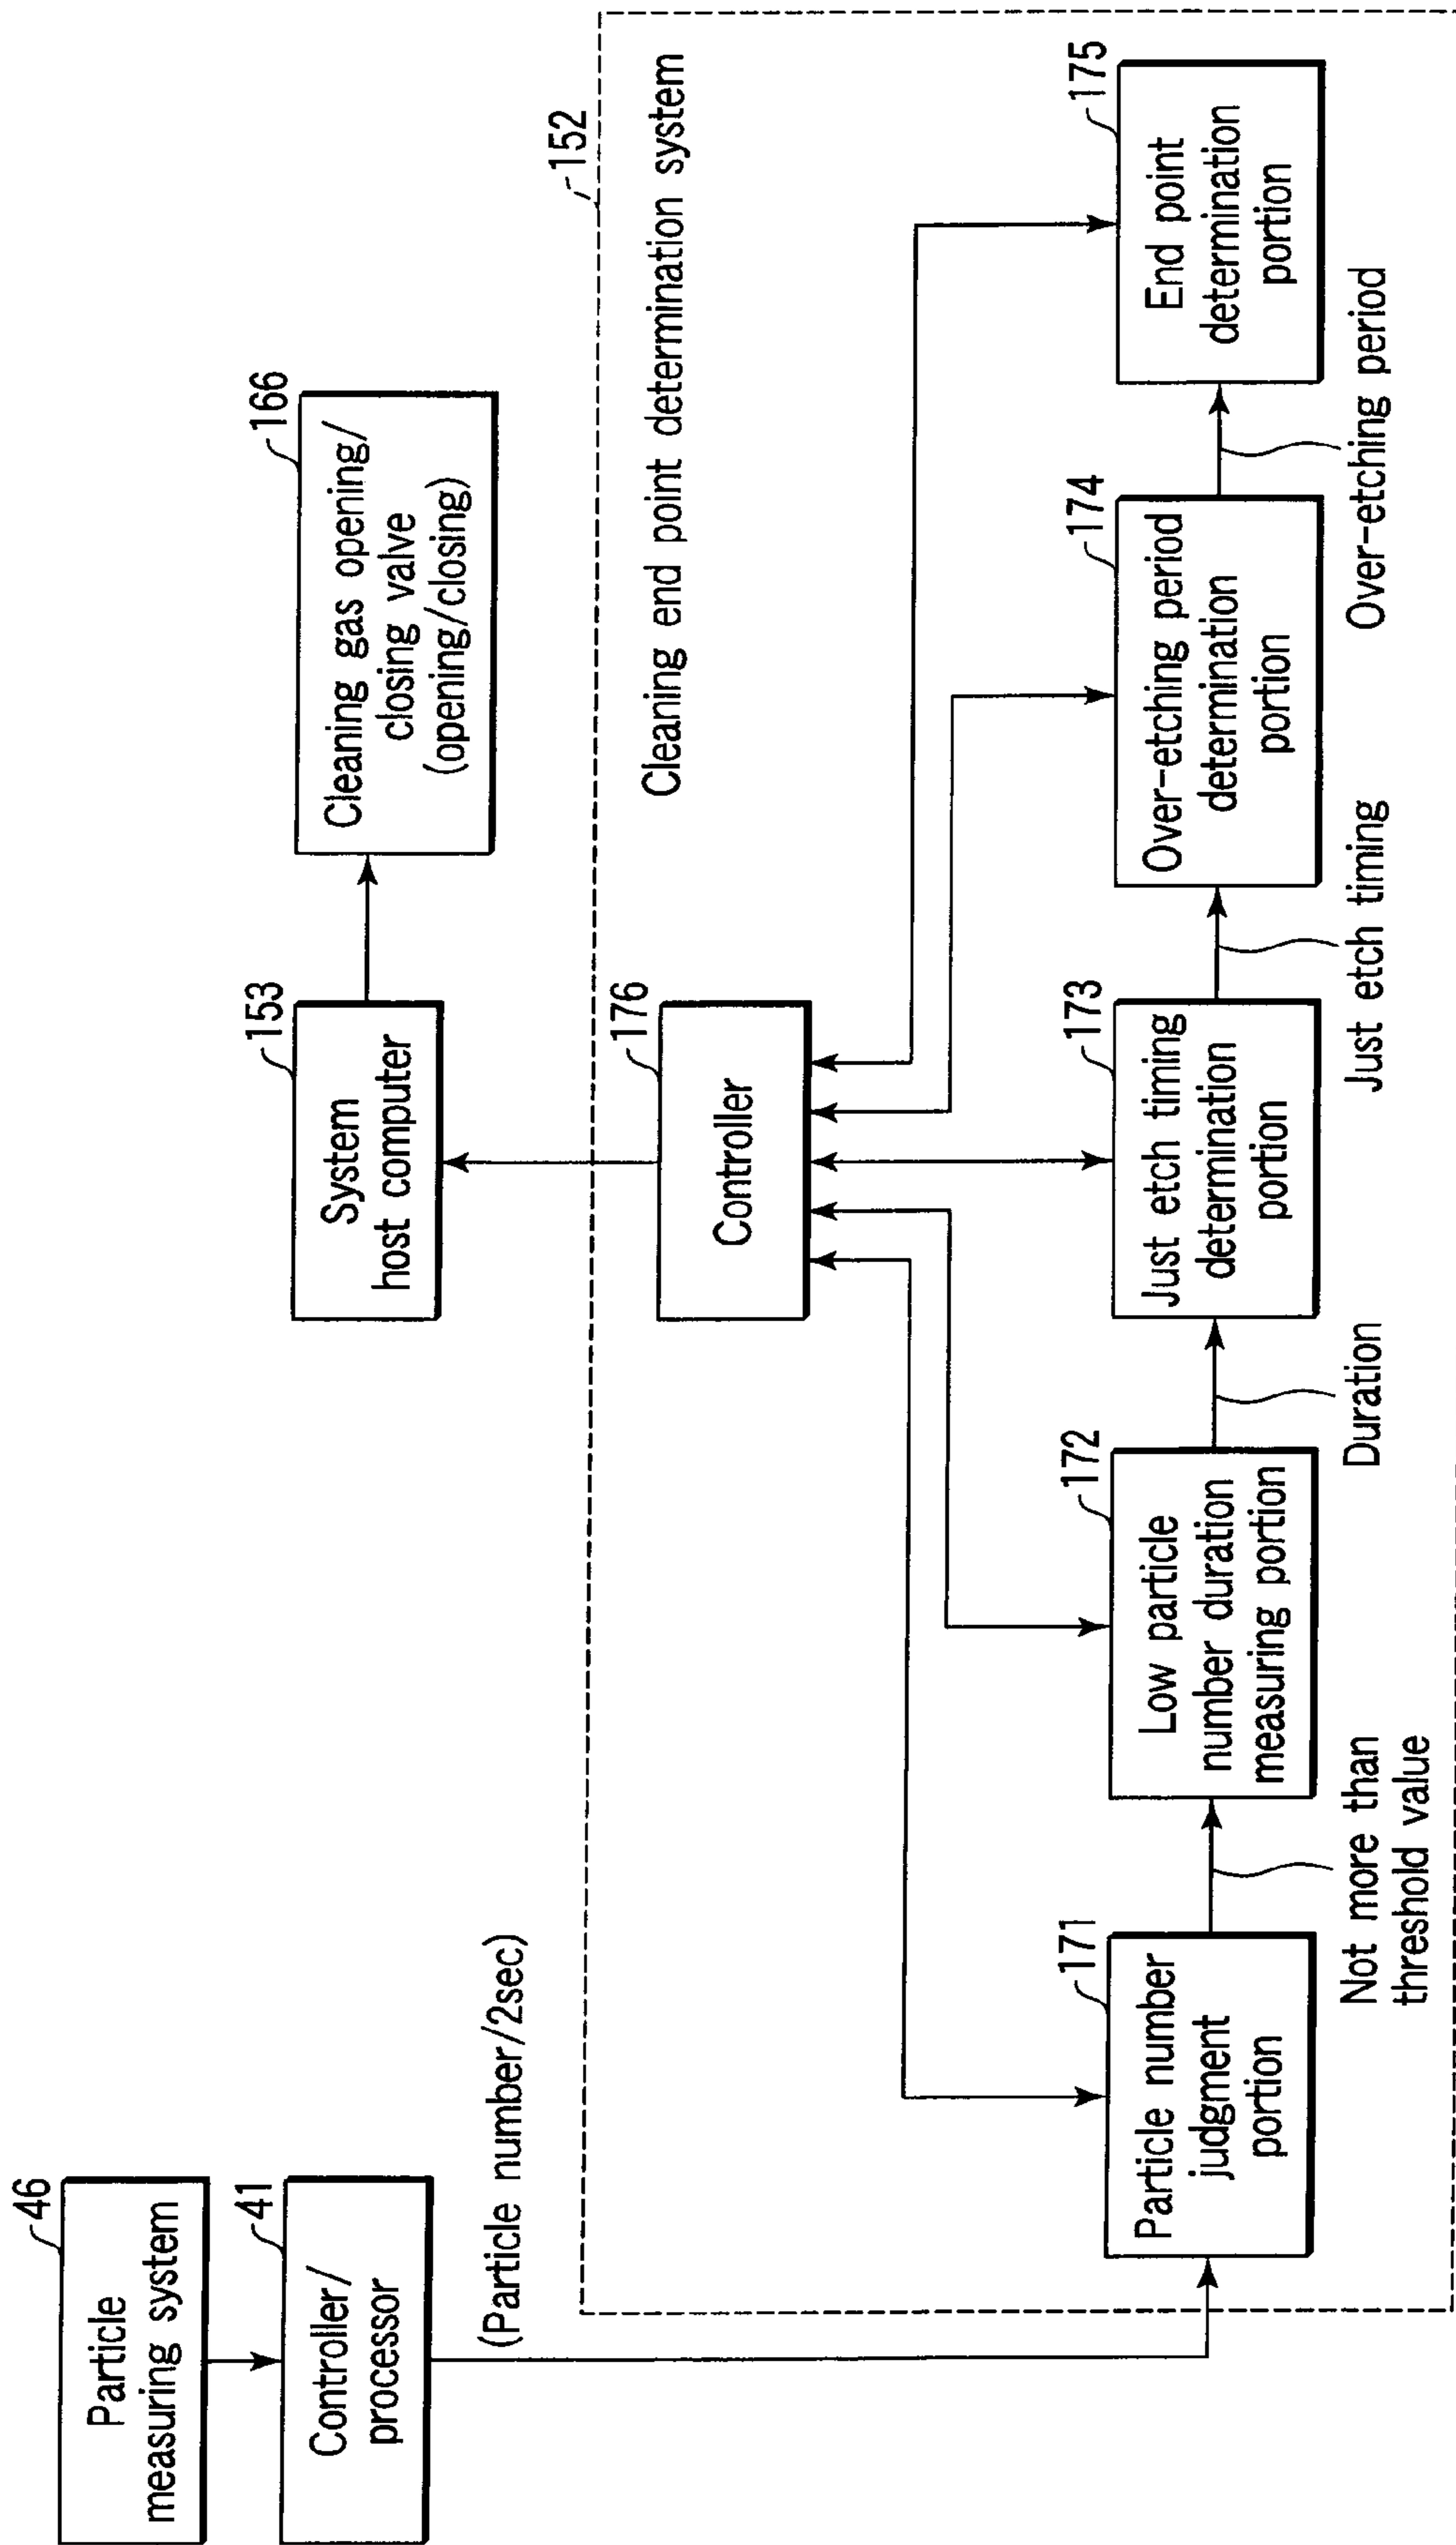 46
Particle
measuring system
41
Controller/
processor
(Particle number/2sec)
153
System
host computer
166
Cleaning gas opening/
closing valve
(opening/closing)
152
Cleaning end point determination system
176
Controller
171
Particle number
judgment
portion
Not more than
threshold value
172
Low particle
number duration
measuring portion
Duration
173
Just etch timing
determination
portion
Just etch timing
174
Over-etching period
determination
portion
Over-etching period
175
End point
determination
portion